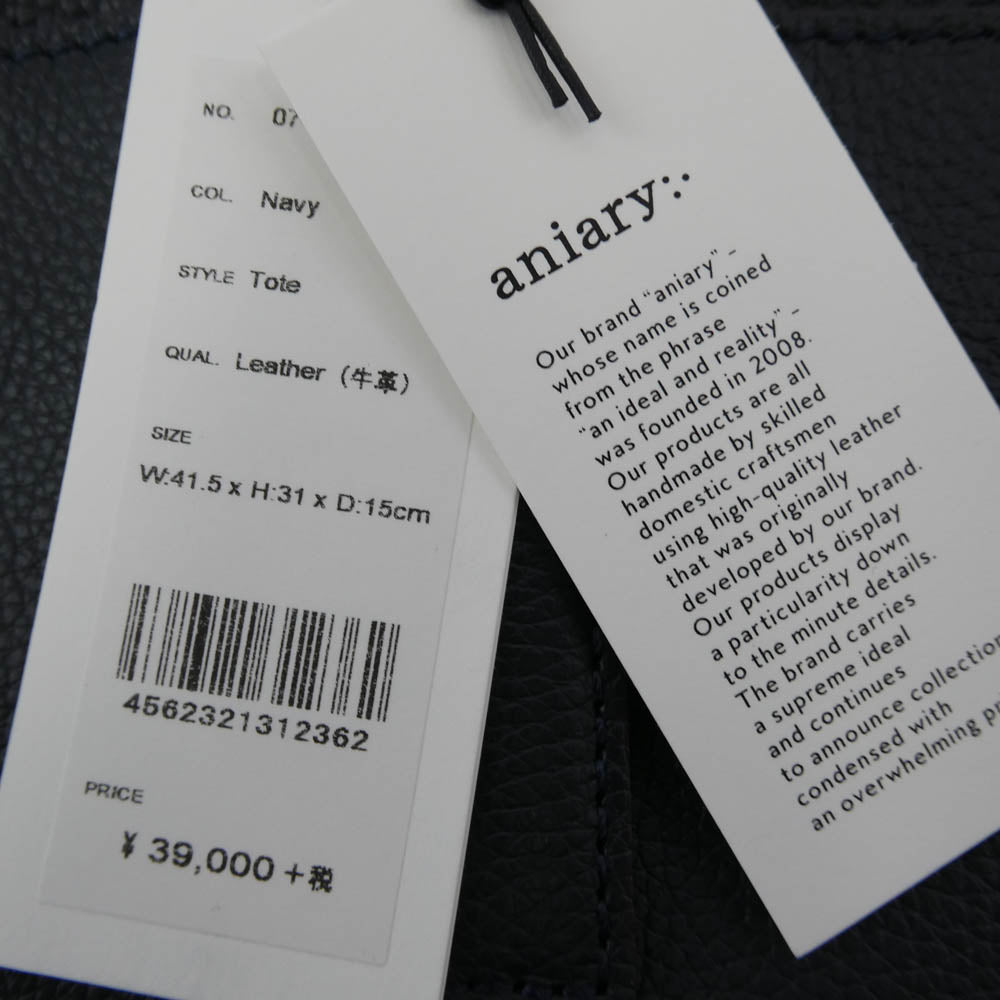 NO. 07
COL. Navy
STYLE Tote
QUAL. Leather (牛革)
SIZE
W:41.5 x H:31 x D:15cm
4562321312362
PRICE
¥ 39,000 + 税
aniary:.
Our brand “aniary” –
whose name is coined
from the phrase
“an ideal and reality” –
was founded in 2008.
Our products are all
handmade by skilled
domestic craftsmen
using high-quality leather
that was originally
developed by our brand.
Our products display
a particularity down
to the minute details.
The brand carries
a supreme ideal
and continues
to announce collection
condensed with
an overwhelming